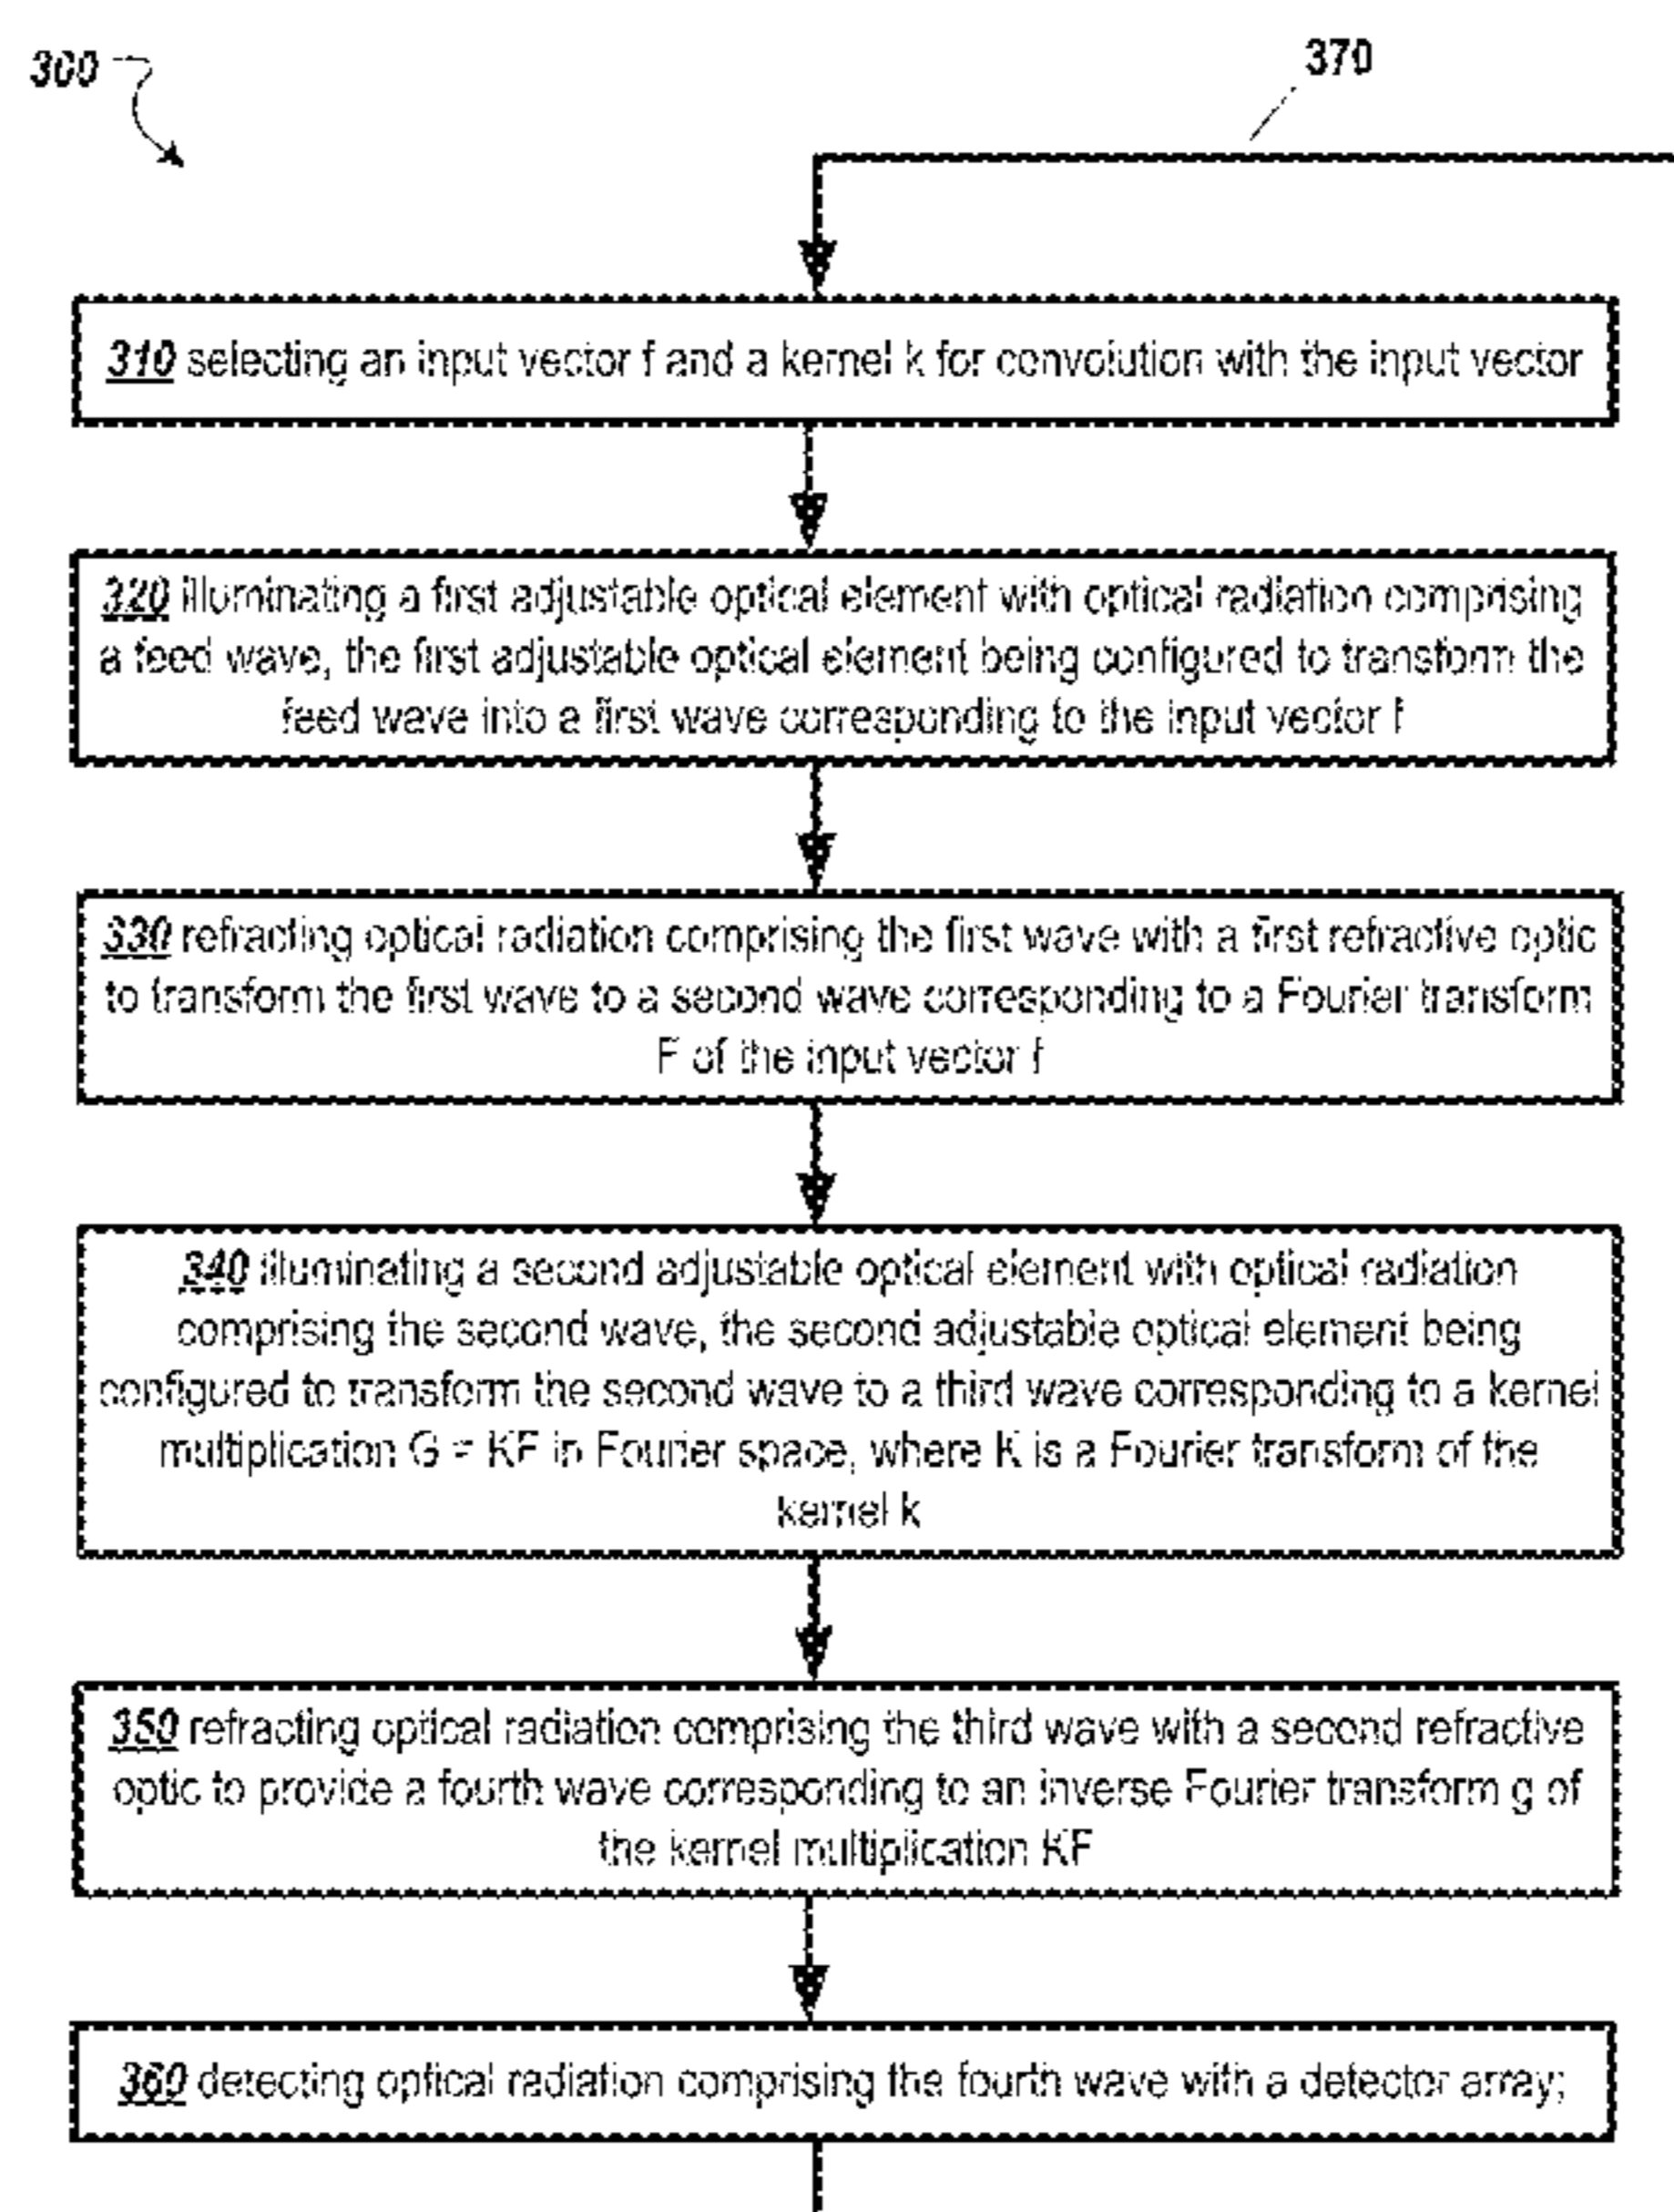 300
370
310 selecting an input vector f and a kernel k for convolution with the input vector
320 illuminating a first adjustable optical element with optical radiation comprising
a feed wave, the first adjustable optical element being configured to transform the
feed wave into a first wave corresponding to the input vector f
330 refracting optical radiation comprising the first wave with a first refractive optic
to transform the first wave to a second wave corresponding to a Fourier transform
F of the input vector f
340 illuminating a second adjustable optical element with optical radiation
comprising the second wave, the second adjustable optical element being
configured to transform the second wave to a third wave corresponding to a kernel
multiplication G = KF in Fourier space, where K is a Fourier transform of the
kernel k
350 refracting optical radiation comprising the third wave with a second refractive
optic to provide a fourth wave corresponding to an inverse Fourier transform g of
the kernel multiplication KF
360 detecting optical radiation comprising the fourth wave with a detector array;